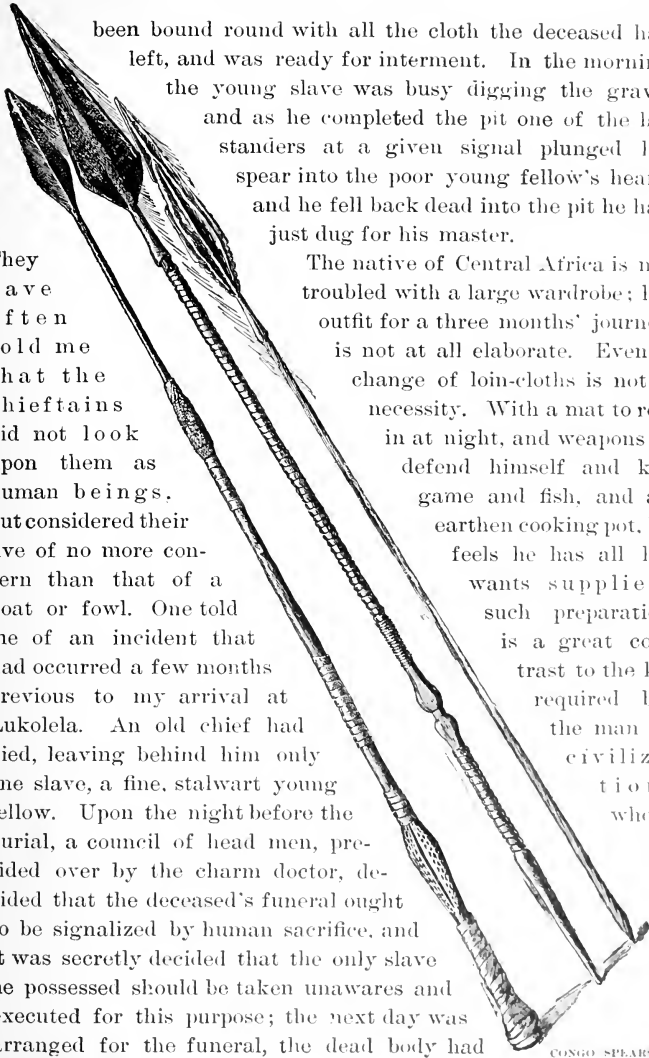 hey
ave
ften
old me
hat the
hieftains
id not look
pon them as
uman beings,
ut considered their
ive of no more con-
ern than that of a
oat or fowl. One told
ne of an incident that
ad occurred a few months
revious to my arrival at
Lukolela. An old chief had
ied, leaving behind him only
ne slave, a fine, stalwart young
ellow. Upon the night before the
urial, a council of head men, pre-
ided over by the charm doctor, de-
ided that the deceased's funeral ought
o be signalized by human sacrifice, and
t was secretly decided that the only slave
e possessed should be taken unawares and
xecuted for this purpose; the next day was
rranged for the funeral, the dead body had
been bound round with all the cloth the deceased ha
left, and was ready for interment. In the mornin
the young slave was busy digging the grav
and as he completed the pit one of the
standers at a given signal plunged h
spear into the poor young fellow's hear
and he fell back dead into the pit he ha
just dug for his master.
The native of Central Africa is n
troubled with a large wardrobe; h
outfit for a three months' journe
is not at all elaborate. Even
change of loin-cloths is not
necessity. With a mat to re
in at night, and weapons
defend himself and k
game and fish, and a
earthen cooking pot,
feels he has all h
wants supplie
such preparati
is a great co
trast to the k
required b
the man
civiliz
tion
who
CONGO SPEARS